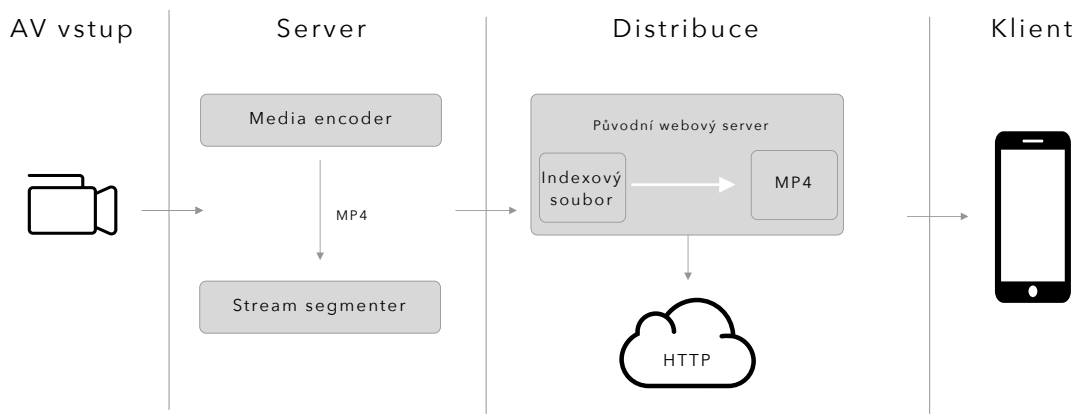 AV vstup
Server
Distribuce
Klient
Media encoder
MP4
Stream segmenter
Původní webový server
Indexový
soubor
MP4
HTTP